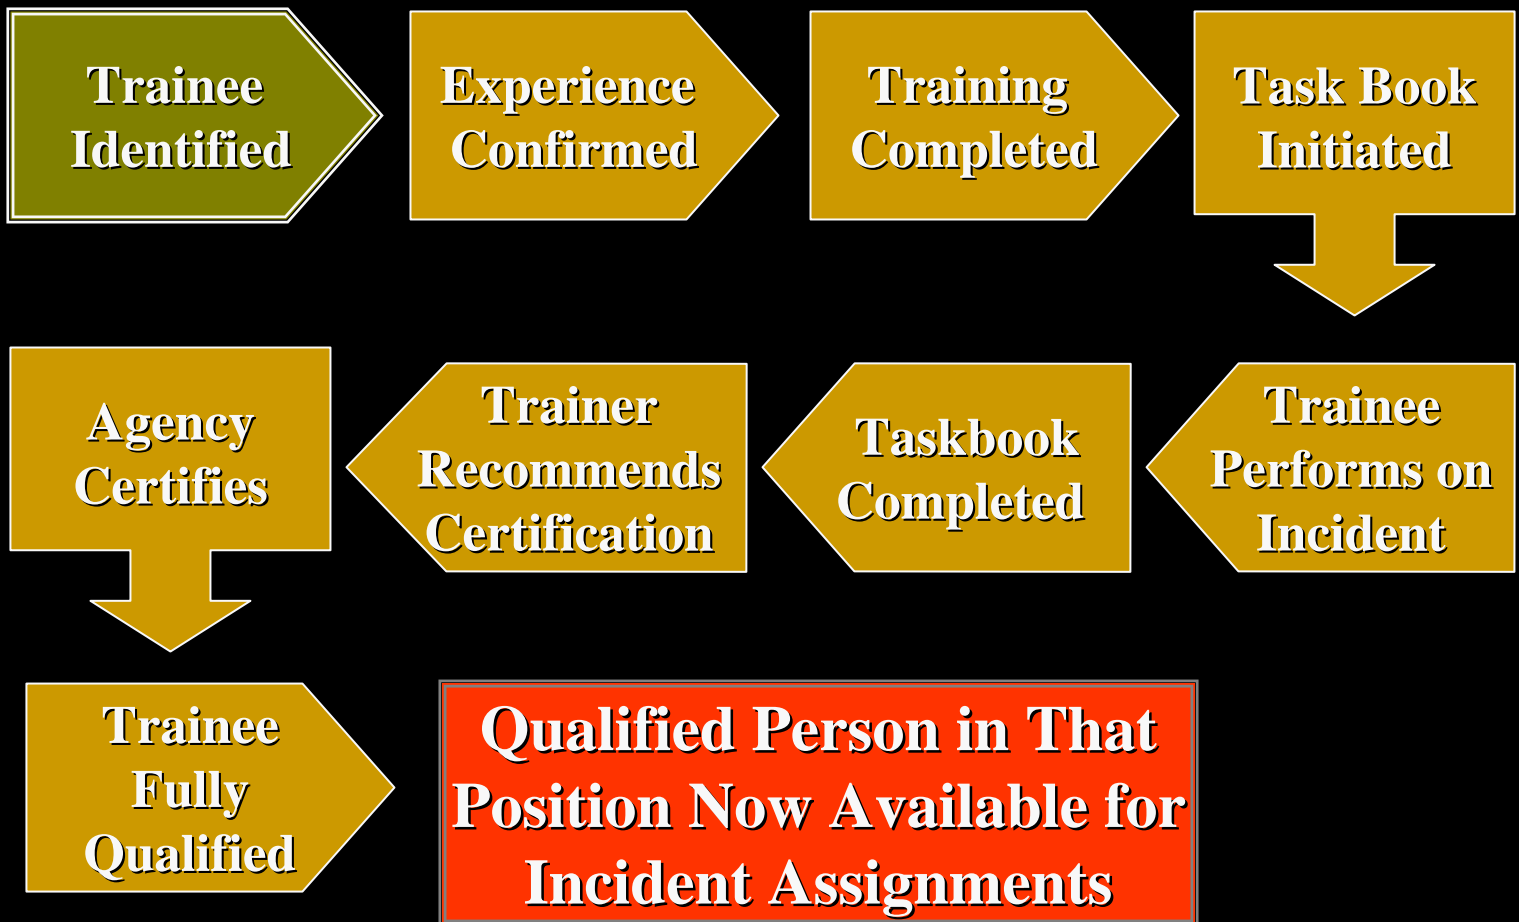 Trainee
Identified
Experience
Confirmed
Training
Completed
Task Book
Initiated
Trainee
Performs on
Incident
Taskbook
Completed
Trainer
Recommends
Certification
Agency
Certifies
Trainee
Fully
Qualified
Qualified Person in That
Position Now Available for
Incident Assignments